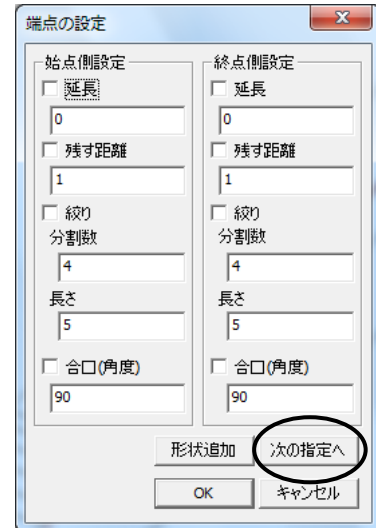 端点の設定
始点側設定
延長
0
残す距離
1
絞り
分割数
4
長さ
5
合口(角度)
90
終点側設定
延長
0
残す距離
1
絞り
分割数
4
長さ
5
合口(角度)
90
形状追加
次の指定へ
OK
キャンセル